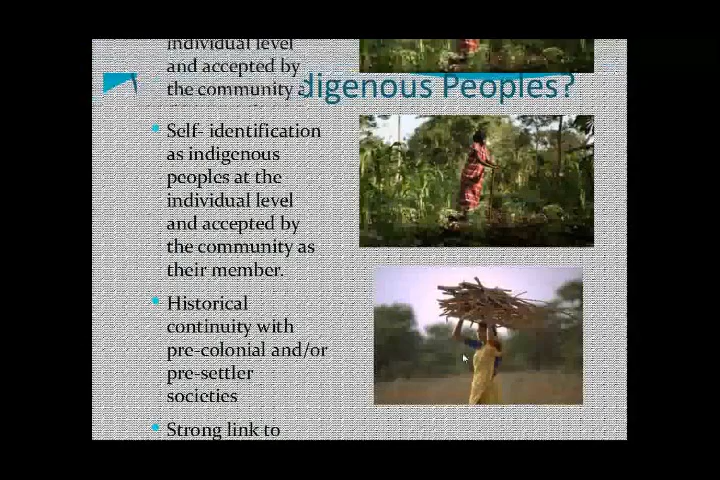 individual level
and accepted by
the community a
digenous Peoples?
Self- identification
as indigenous
peoples at the
individual level
and accepted by
the community as
their member.
Historical
continuity with
pre-colonial and/or
pre-settler
societies
Strong link to